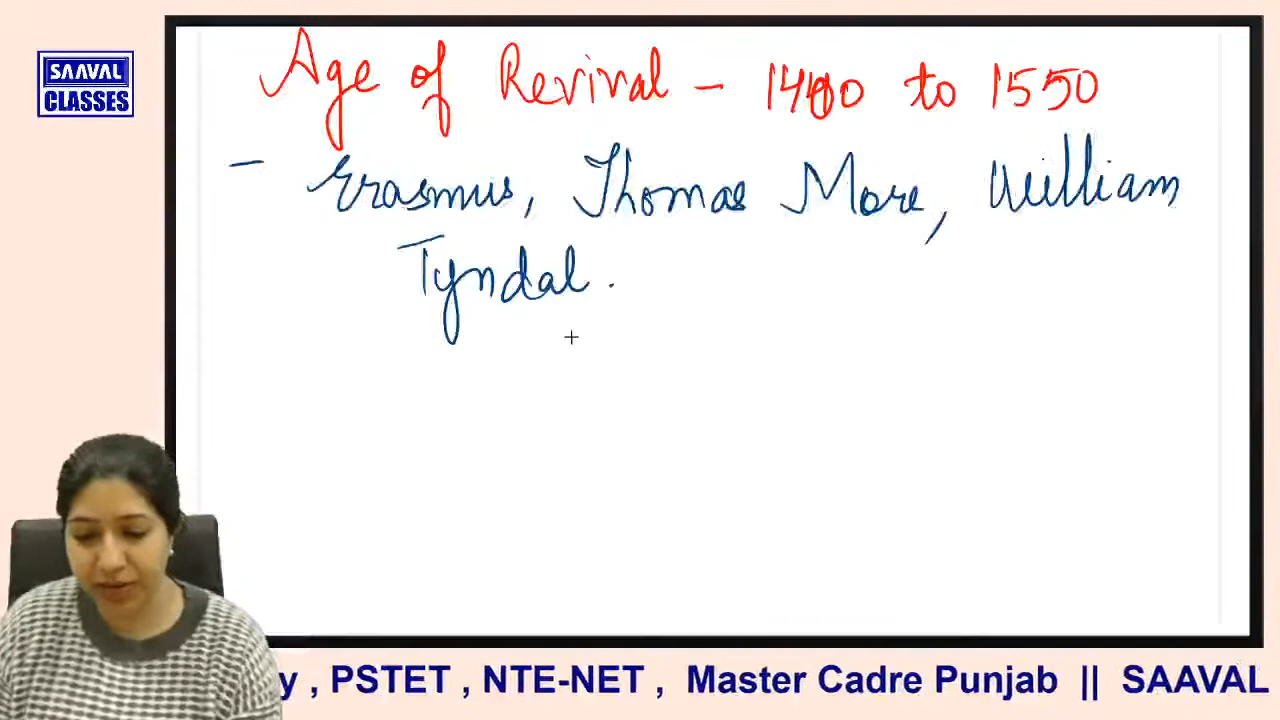 SAAVAL
CLASSES
Age of Revival - 1400 to 1550
- Erasmus, Thomas More, William
Tyndal.
y , PSTET , NTE-NET , Master Cadre Punjab || SAAVAL